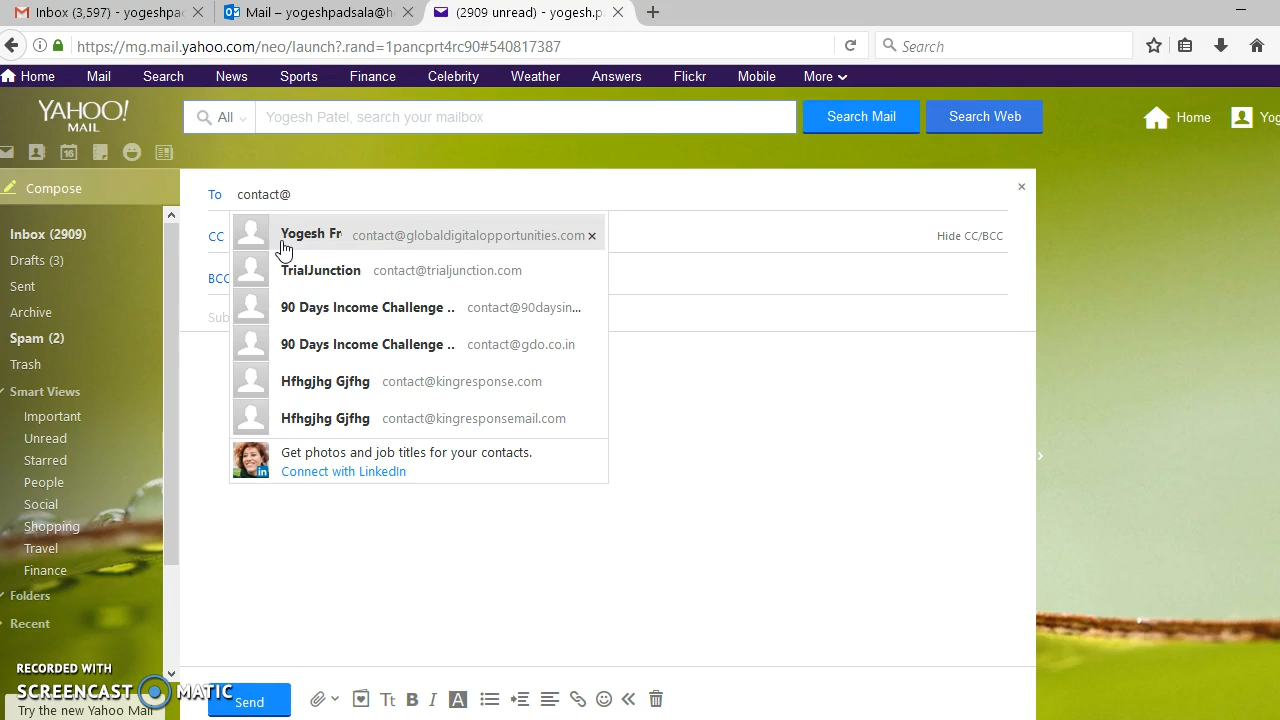 Inbox (3,597) - yogeshpad
Mail – yogeshpadsala@h
(2909 unread) - yogesh.p
https://mg.mail.yahoo.com/neo/launch?.rand=1pancprt4rc90#540817387
Search
Home Mail Search News Sports Finance Celebrity Weather Answers Flickr Mobile More
YAHOO!
MAIL
All
Yogesh Patel, search your mailbox
Search Mail
Search Web
Home
Yog
16
Compose
To contact@
CC
Hide CC/BCC
BCC
Sub
Yogesh Fr contact@globaldigitalopportunities.com
TrialJunction contact@trialjunction.com
90 Days Income Challenge .. contact@90daysin...
90 Days Income Challenge .. contact@gdo.co.in
Hfhgjhg Gjfhg contact@kingresponse.com
Hfhgjhg Gjfhg contact@kingresponsemail.com
Get photos and job titles for your contacts.
Connect with LinkedIn
in
Inbox (2909)
Drafts (3)
Sent
Archive
Spam (2)
Trash
Smart Views
Important
Unread
Starred
People
Social
Shopping
Travel
Finance
Folders
Recent
RECORDED WITH
SCREENCAST MATIC
Try the new Yahoo Mail
Send
Tt B I A